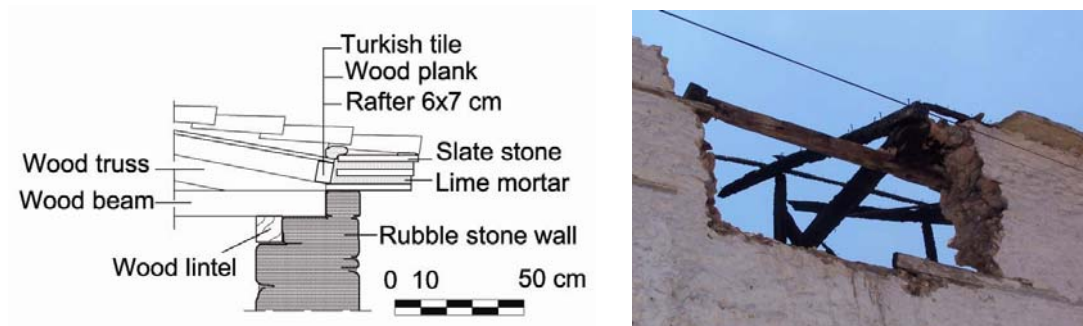 Turkish tile
Wood plank
Rafter 6x7 cm
Wood truss
Slate stone
Lime mortar
Wood beam
Rubble stone wall
Wood lintel
0 10 50 cm